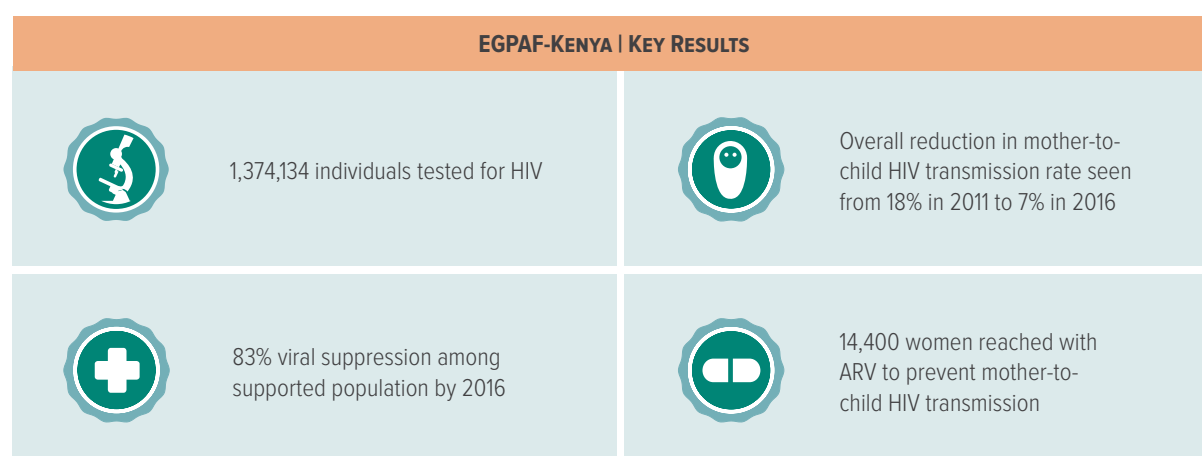 EGPAF-KENYA | KEY RESULTS
1,374,134 individuals tested for HIV
Overall reduction in mother-to-
child HIV transmission rate seen
from 18% in 2011 to 7% in 2016
83% viral suppression among
supported population by 2016
14,400 women reached with
ARV to prevent mother-to-
child HIV transmission